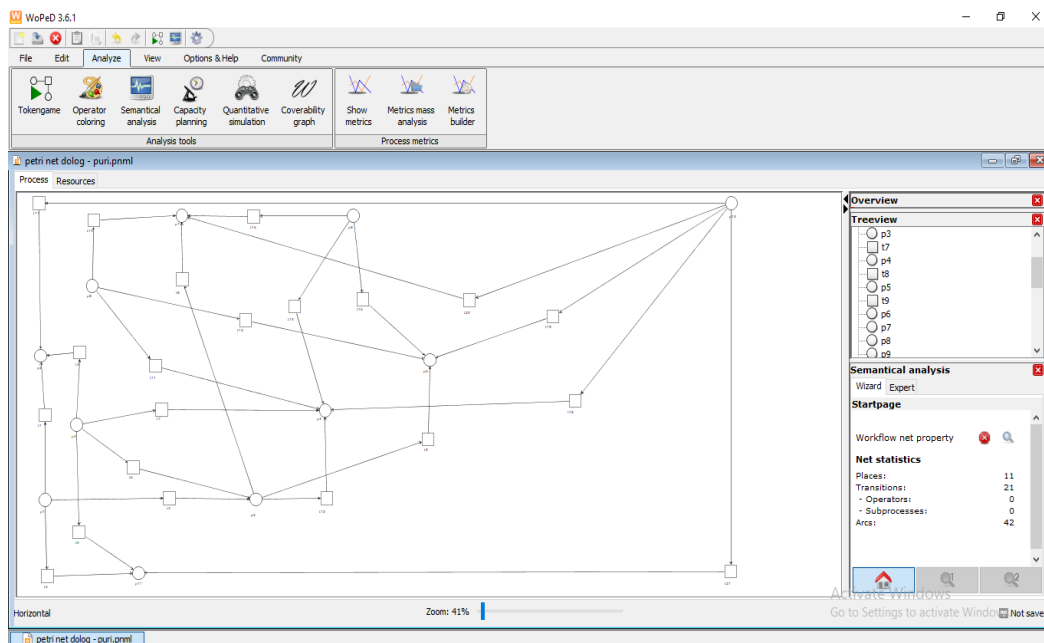 WoPeD 3.6.1
File Edit Analyze View Options & Help Community
Tokengame Operator coloring Semantical analysis Capacity planning Quantitative simulation Coverability graph Show metrics Metrics mass analysis Metrics builder
Analysis tools Process metrics
petri net dolog - puri.pnml
Process Resources
Overview
Treeview
p3
t7
p4
t8
p5
t9
p6
p7
p8
p9
Semantical analysis
Wizard Expert
Startpage
Workflow net property
Net statistics
Places: 11
Transitions: 21
- Operators: 0
- Subprocesses: 0
Arcs: 42
Activate Windows
Go to Settings to activate Windows
Horizontal Zoom: 41% Not save
petri net dolog - puri.pnml